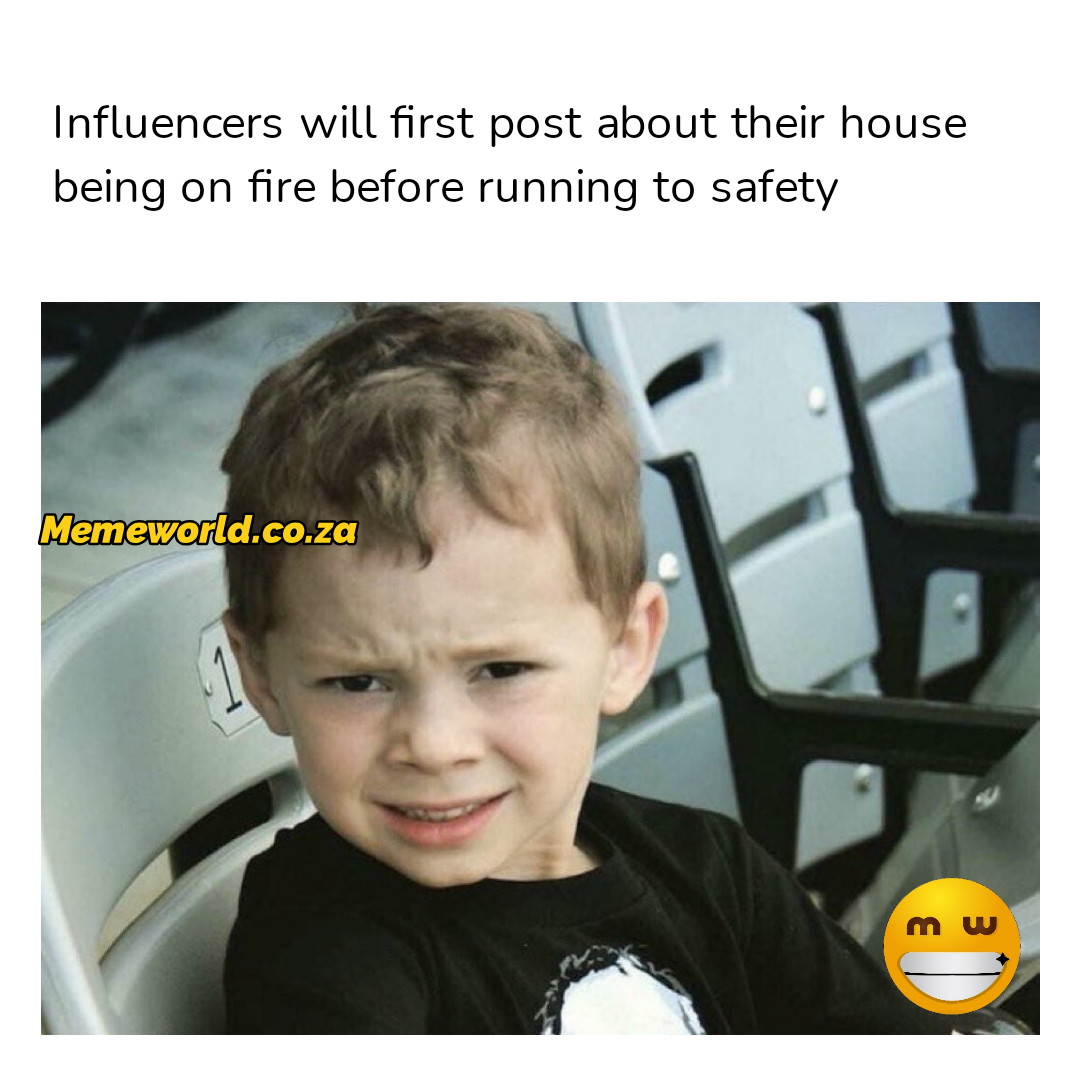 Influencers will first post about their house
being on fire before running to safety
Memeworld.co.za
1
m w